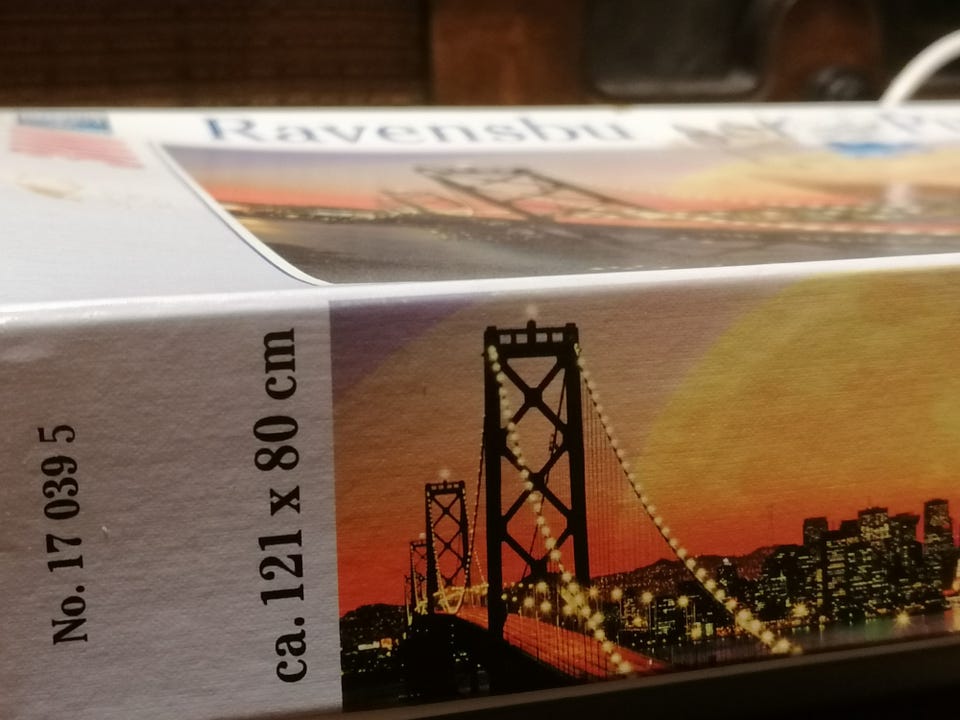 Ravensbu
No. 17 039 5
ca. 121 x 80 cm